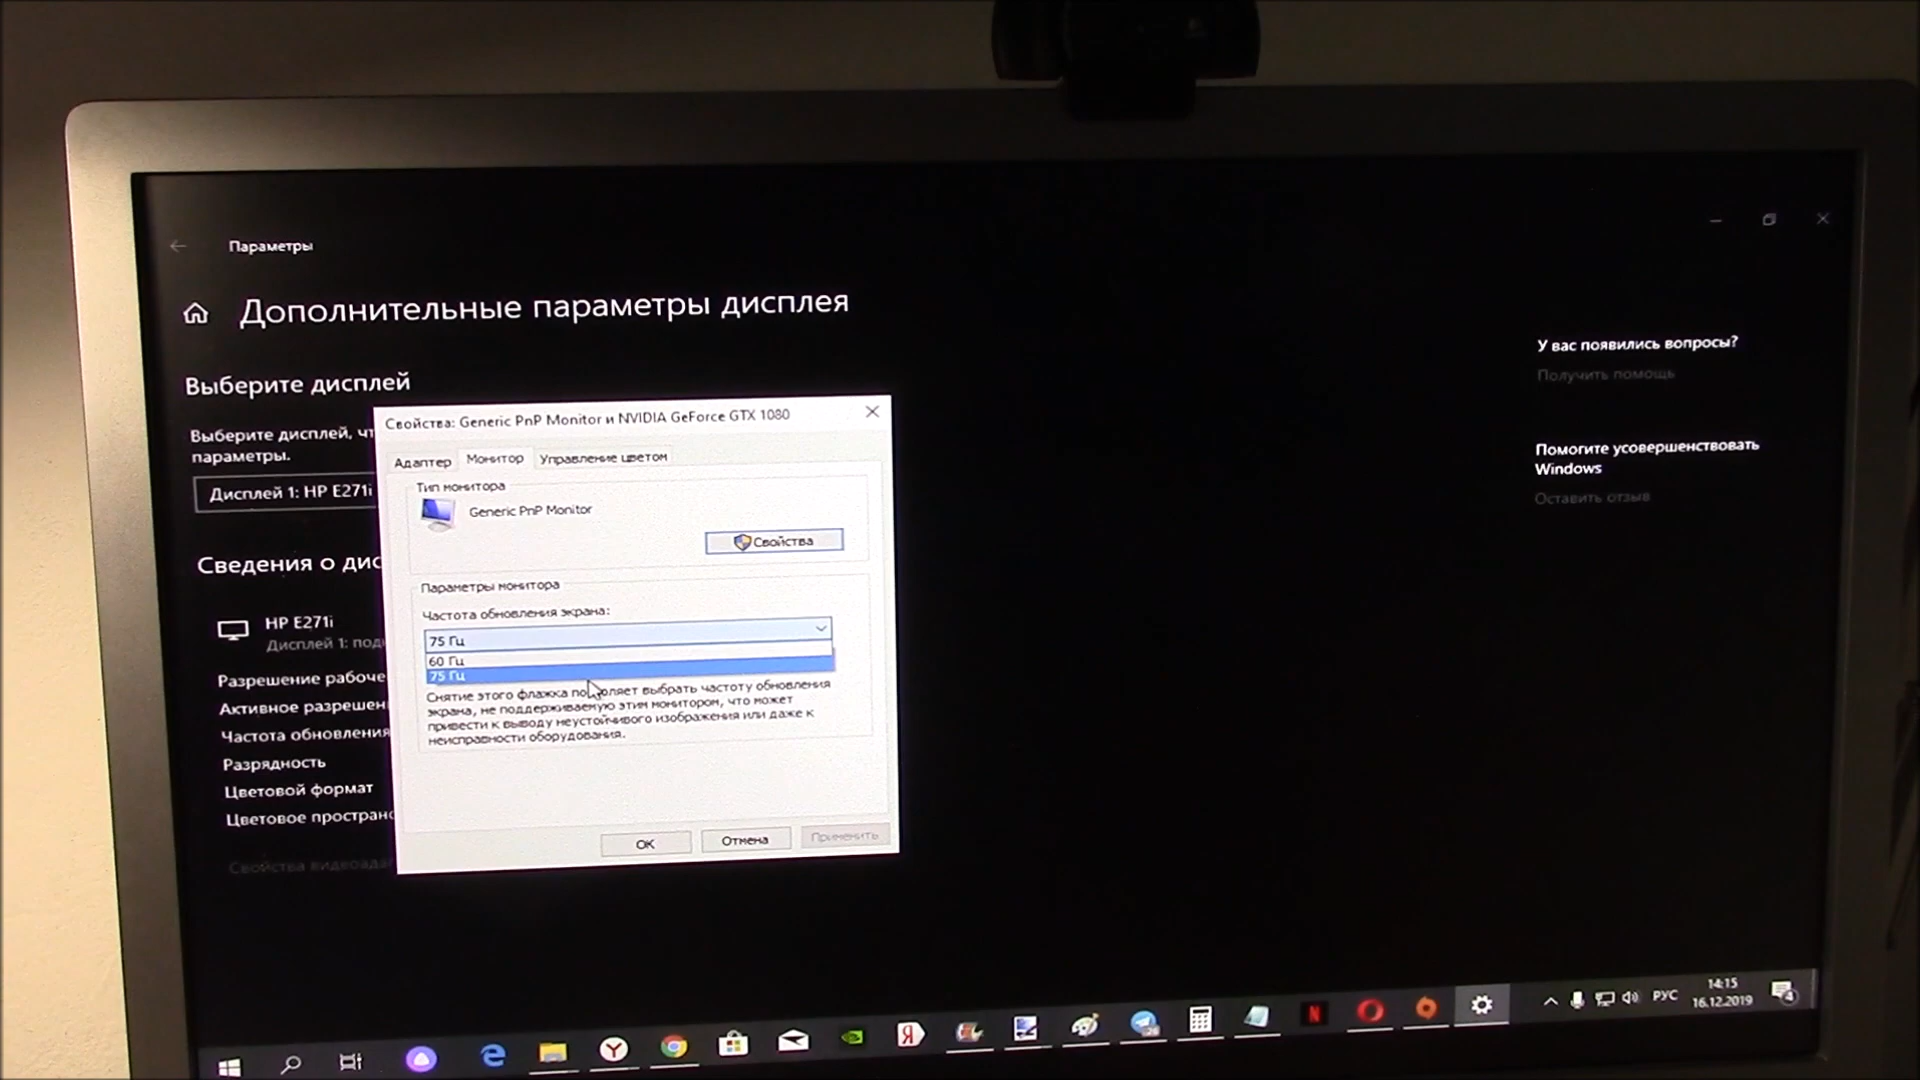 Параметры
Дополнительные параметры дисплея
Выберите дисплей
Выберите дисплей, чт
параметры.
Дисплей 1: HP E271i
Сведения о дис
HP E271i
Дисплей 1: под
Разрешение рабоче
Активное разрешен
Частота обновления
Разрядность
Цветовой формат
Цветовое простран
Свойства видеоада
Свойства: Generic PnP Monitor и NVIDIA GeForce GTX 1080
Адаптер Монитор Управление цветом
Тип монитора
Generic PnP Monitor
Свойства
Параметры монитора
Частота обновления экрана:
75 Гц
60 Гц
75 Гц
Снятие этого флажка позволяет выбрать частоту обновления
экрана, не поддерживаемую этим монитором, что может
привести к выводу неустойчивого изображения или даже к
неисправности оборудования.
ОК Отмена Применить
У вас появились вопросы?
Получить помощь
Помогите усовершенствовать
Windows
Оставить отзыв
РУС
14:15
16.12.2019
4